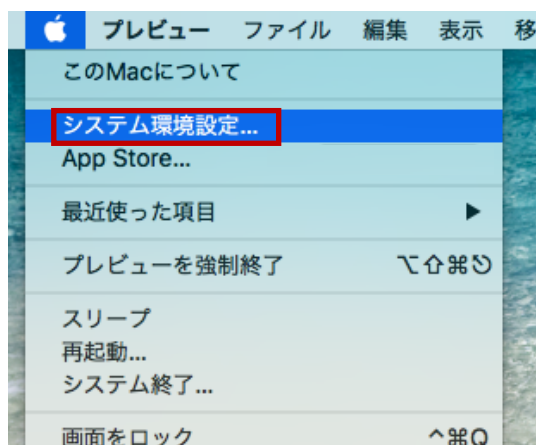 プレビュー ファイル 編集 表示 移
このMacについて
システム環境設定...
App Store...
最近使った項目 ▶
プレビューを強制終了 ⌥⇧⌘⎋
スリープ
再起動...
システム終了...
画面をロック ^⌘Q